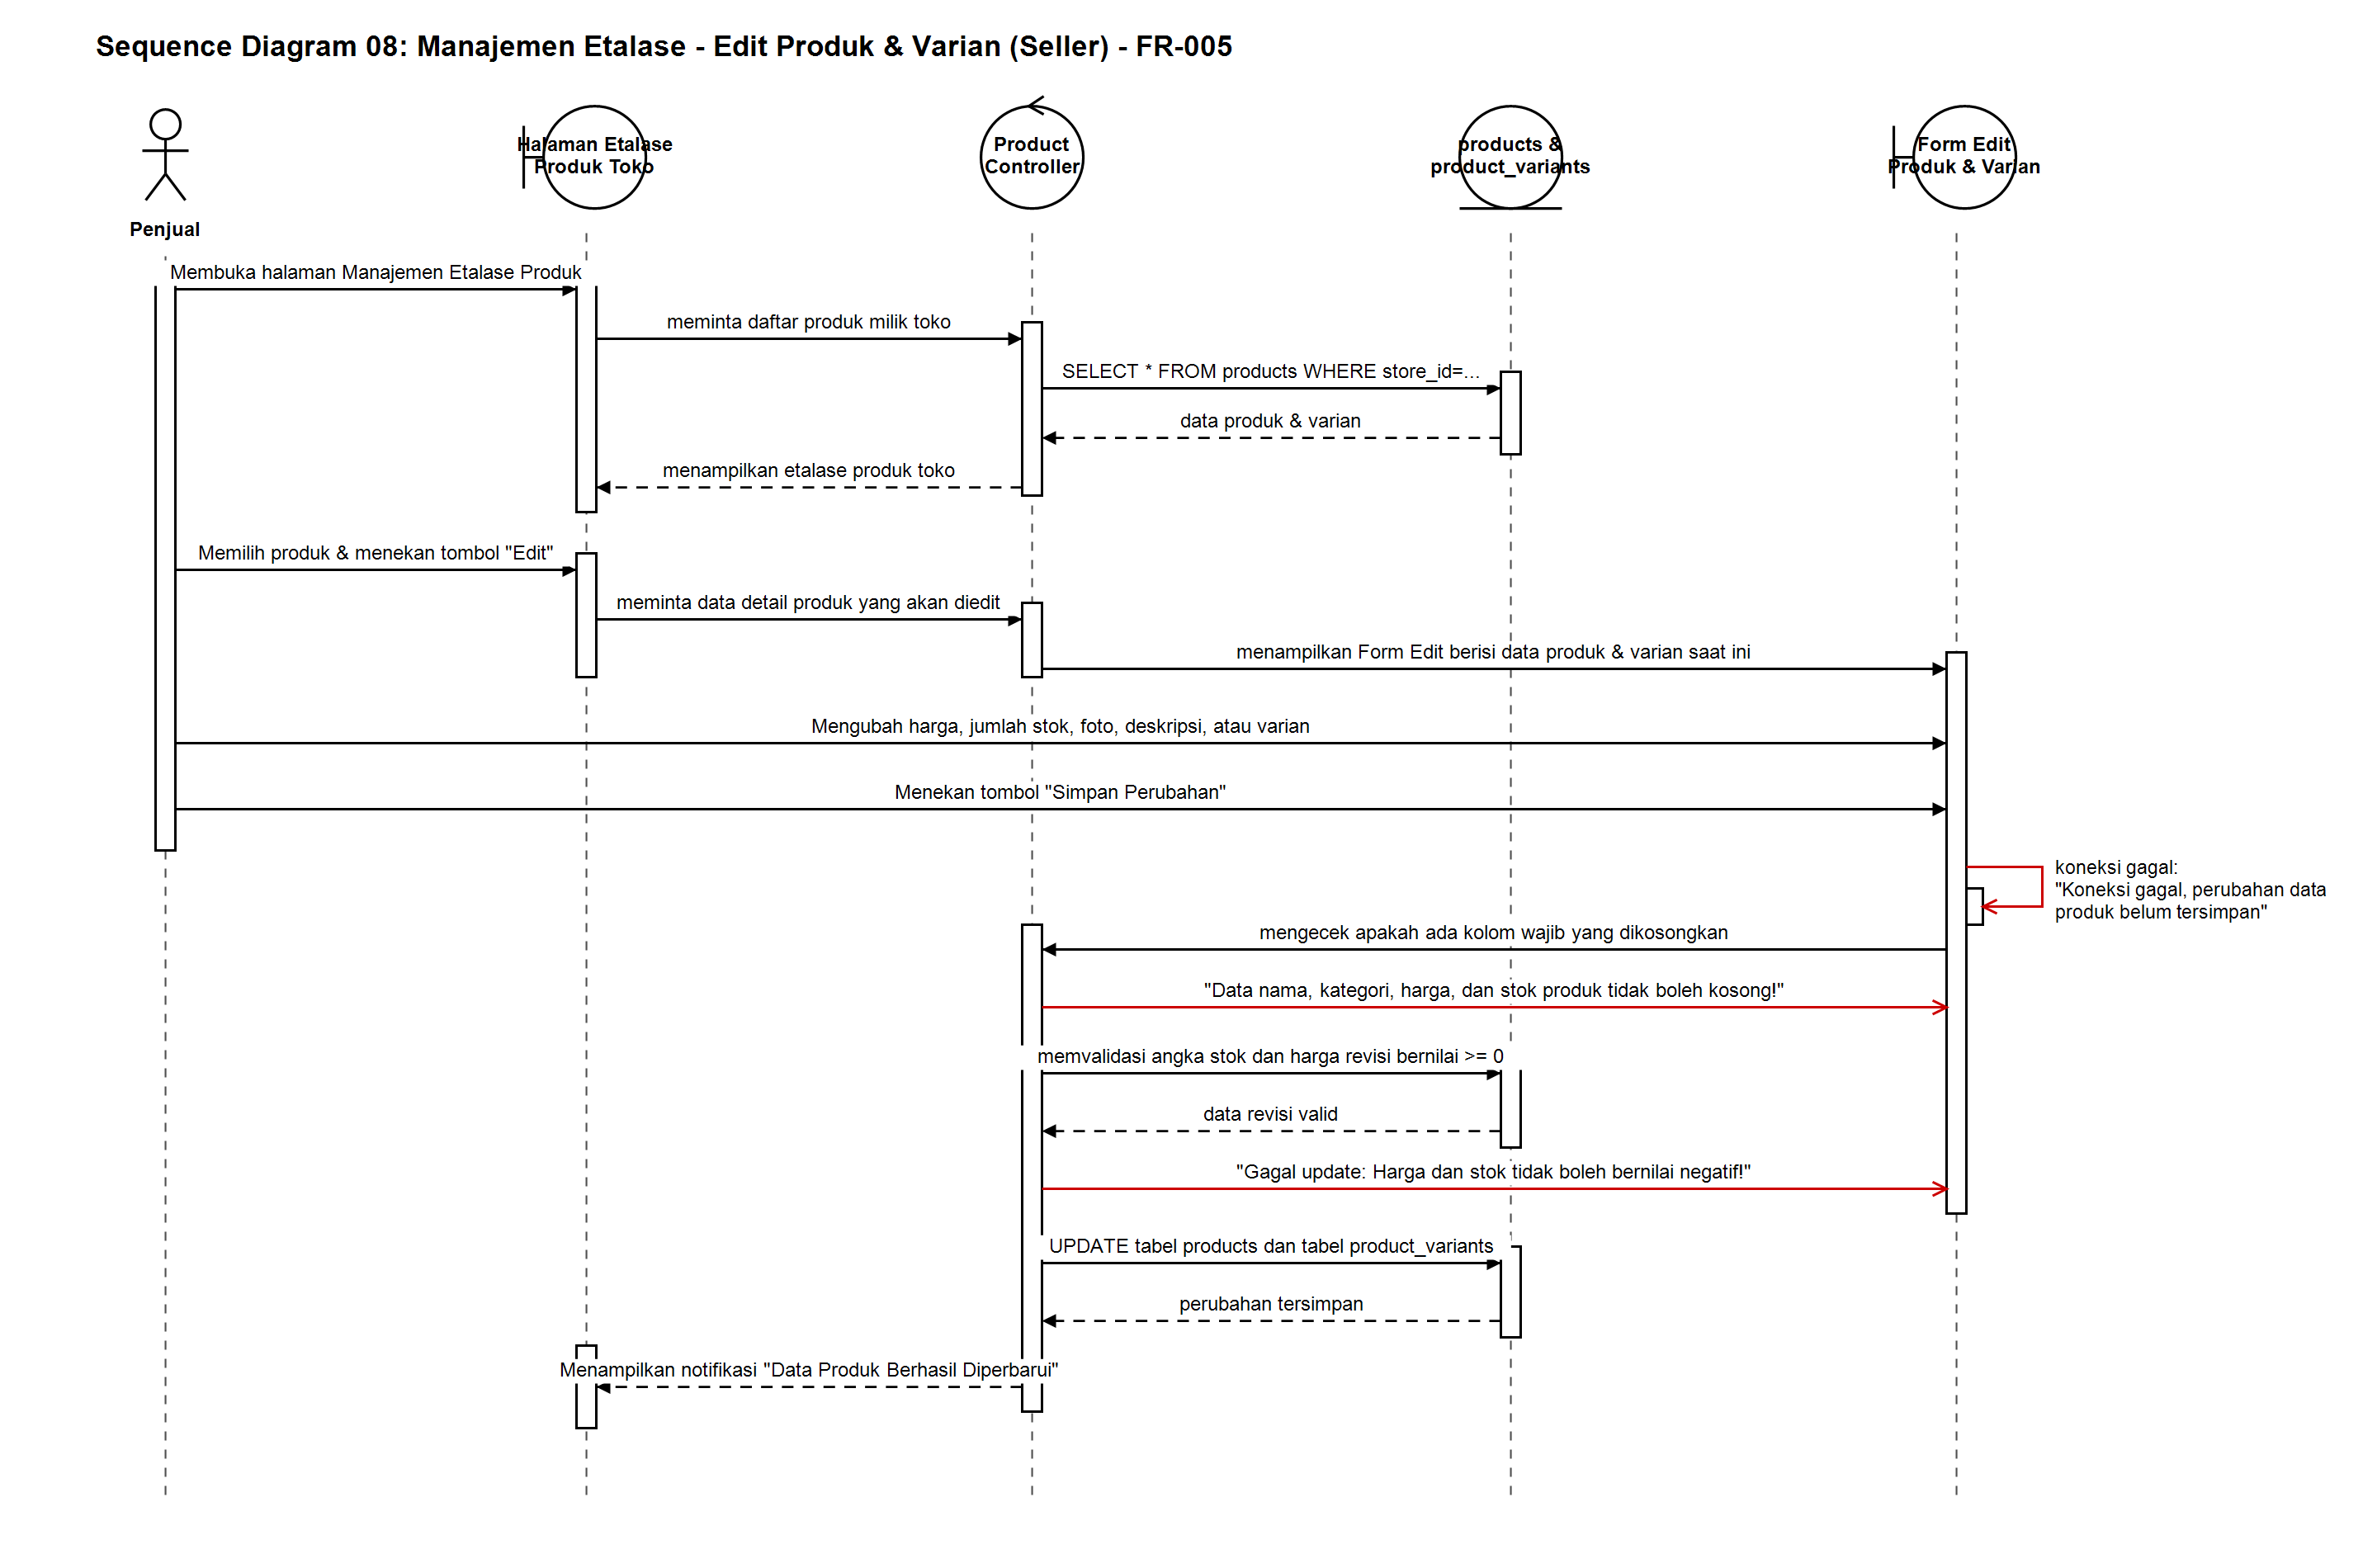 Sequence Diagram 08: Manajemen Etalase - Edit Produk & Varian (Seller) - FR-005
Halaman Etalase
Produk Toko
Product
Controller
products &
product_variants
Form Edit
Produk & Varian
Penjual
Membuka halaman Manajemen Etalase Produk
meminta daftar produk milik toko
SELECT * FROM products WHERE store_id=...
data produk & varian
menampilkan etalase produk toko
Memilih produk & menekan tombol "Edit"
meminta data detail produk yang akan diedit
menampilkan Form Edit berisi data produk & varian saat ini
Mengubah harga, jumlah stok, foto, deskripsi, atau varian
Menekan tombol "Simpan Perubahan"
koneksi gagal:
"Koneksi gagal, perubahan data
produk belum tersimpan"
mengecek apakah ada kolom wajib yang dikosongkan
"Data nama, kategori, harga, dan stok produk tidak boleh kosong!"
memvalidasi angka stok dan harga revisi bernilai >= 0
data revisi valid
"Gagal update: Harga dan stok tidak boleh bernilai negatif!"
UPDATE tabel products dan tabel product_variants
perubahan tersimpan
Menampilkan notifikasi "Data Produk Berhasil Diperbarui"